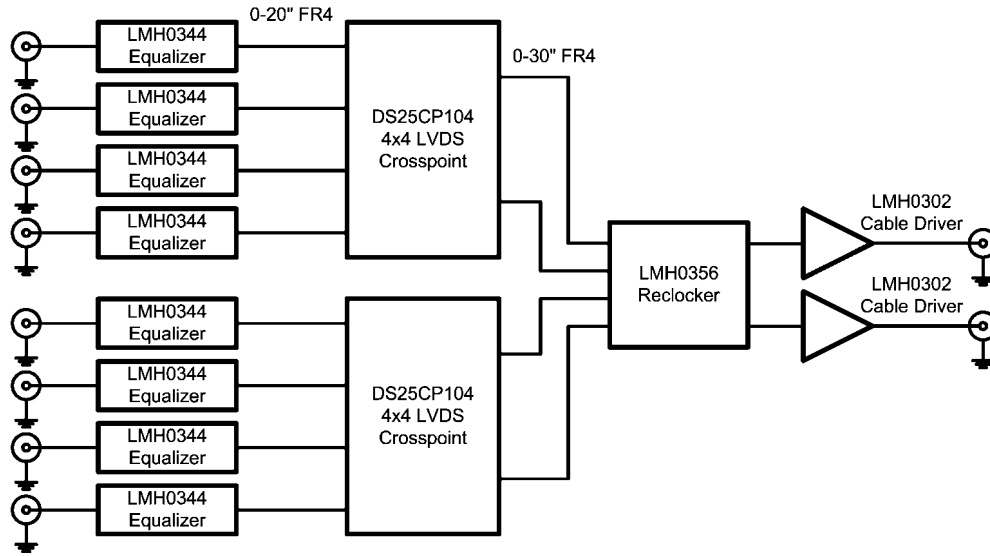 0-20" FR4
LMH0344
Equalizer
LMH0344
Equalizer
LMH0344
Equalizer
LMH0344
Equalizer
DS25CP104
4x4 LVDS
Crosspoint
0-30" FR4
LMH0344
Equalizer
LMH0344
Equalizer
LMH0344
Equalizer
LMH0344
Equalizer
DS25CP104
4x4 LVDS
Crosspoint
LMH0356
Reclocker
LMH0302
Cable Driver
LMH0302
Cable Driver